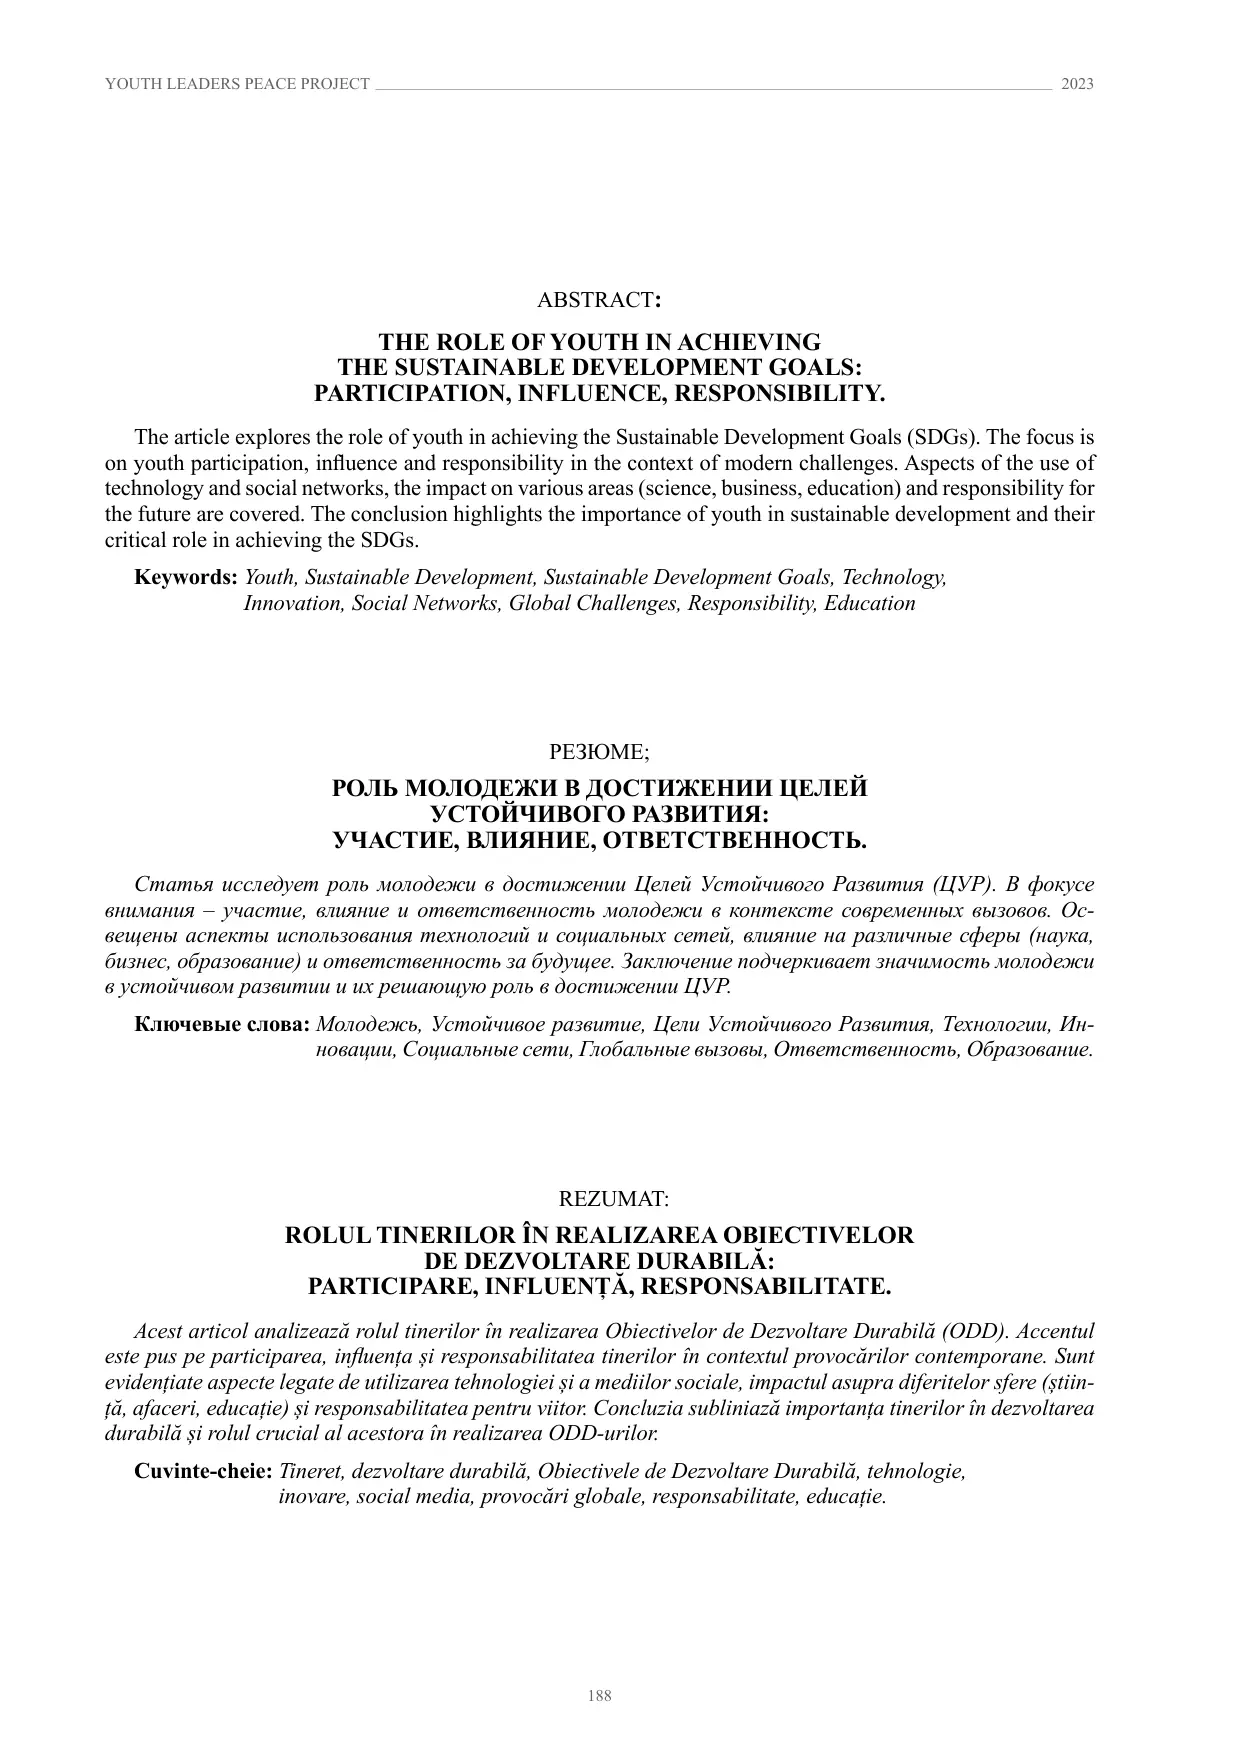 YOUTH LEADERS PEACE PROJECT 2023
ABSTRACT:
THE ROLE OF YOUTH IN ACHIEVING
THE SUSTAINABLE DEVELOPMENT GOALS:
PARTICIPATION, INFLUENCE, RESPONSIBILITY.
The article explores the role of youth in achieving the Sustainable Development Goals (SDGs). The focus is
on youth participation, influence and responsibility in the context of modern challenges. Aspects of the use of
technology and social networks, the impact on various areas (science, business, education) and responsibility for
the future are covered. The conclusion highlights the importance of youth in sustainable development and their
critical role in achieving the SDGs.
Keywords: Youth, Sustainable Development, Sustainable Development Goals, Technology,
Innovation, Social Networks, Global Challenges, Responsibility, Education
РЕЗЮМЕ;
РОЛЬ МОЛОДЕЖИ В ДОСТИЖЕНИИ ЦЕЛЕЙ
УСТОЙЧИВОГО РАЗВИТИЯ:
УЧАСТИЕ, ВЛИЯНИЕ, ОТВЕТСТВЕННОСТЬ.
Статья исследует роль молодежи в достижении Целей Устойчивого Развития (ЦУР). В фокусе
внимания – участие, влияние и ответственность молодежи в контексте современных вызовов. Ос-
вещены аспекты использования технологий и социальных сетей, влияние на различные сферы (наука,
бизнес, образование) и ответственность за будущее. Заключение подчеркивает значимость молодежи
в устойчивом развитии и их решающую роль в достижении ЦУР.
Ключевые слова: Молодежь, Устойчивое развитие, Цели Устойчивого Развития, Технологии, Ин-
новации, Социальные сети, Глобальные вызовы, Ответственность, Образование.
REZUMAT:
ROLUL TINERILOR ÎN REALIZAREA OBIECTIVELOR
DE DEZVOLTARE DURABILĂ:
PARTICIPARE, INFLUENȚĂ, RESPONSABILITATE.
Acest articol analizează rolul tinerilor în realizarea Obiectivelor de Dezvoltare Durabilă (ODD). Accentul
este pus pe participarea, influența și responsabilitatea tinerilor în contextul provocărilor contemporane. Sunt
evidențiate aspecte legate de utilizarea tehnologiei și a mediilor sociale, impactul asupra diferitelor sfere (știin-
ță, afaceri, educație) și responsabilitatea pentru viitor. Concluzia subliniază importanța tinerilor în dezvoltarea
durabilă și rolul crucial al acestora în realizarea ODD-urilor.
Cuvinte-cheie: Tineret, dezvoltare durabilă, Obiectivele de Dezvoltare Durabilă, tehnologie,
inovare, social media, provocări globale, responsabilitate, educație.
188